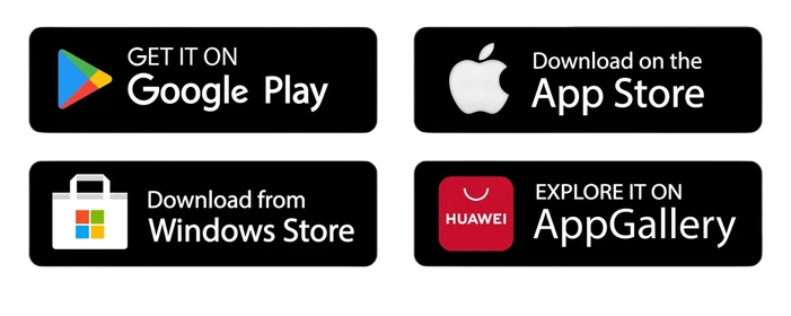 GET IT ON
Google Play
Download on the
App Store
Download from
Windows Store
HUAWEI
EXPLORE IT ON
AppGallery